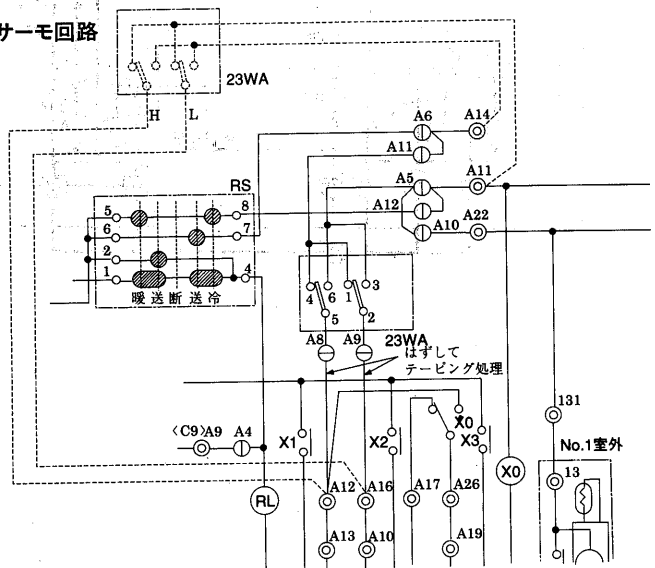 サーモ回路
23WA
H
L
A6
A14
A11
A5
A11
RS
A12
A10
A22
5
8
6
7
2
1
4
暖 送 断 送 冷
4
6
1
3
5
2
A8
A9
23WA
はずして
テーピング処理
131
〈C9〉A9
A4
X1
X2
X0
X3
No.1室外
X0
13
RL
A12
A16
A17
A26
A13
A10
A19